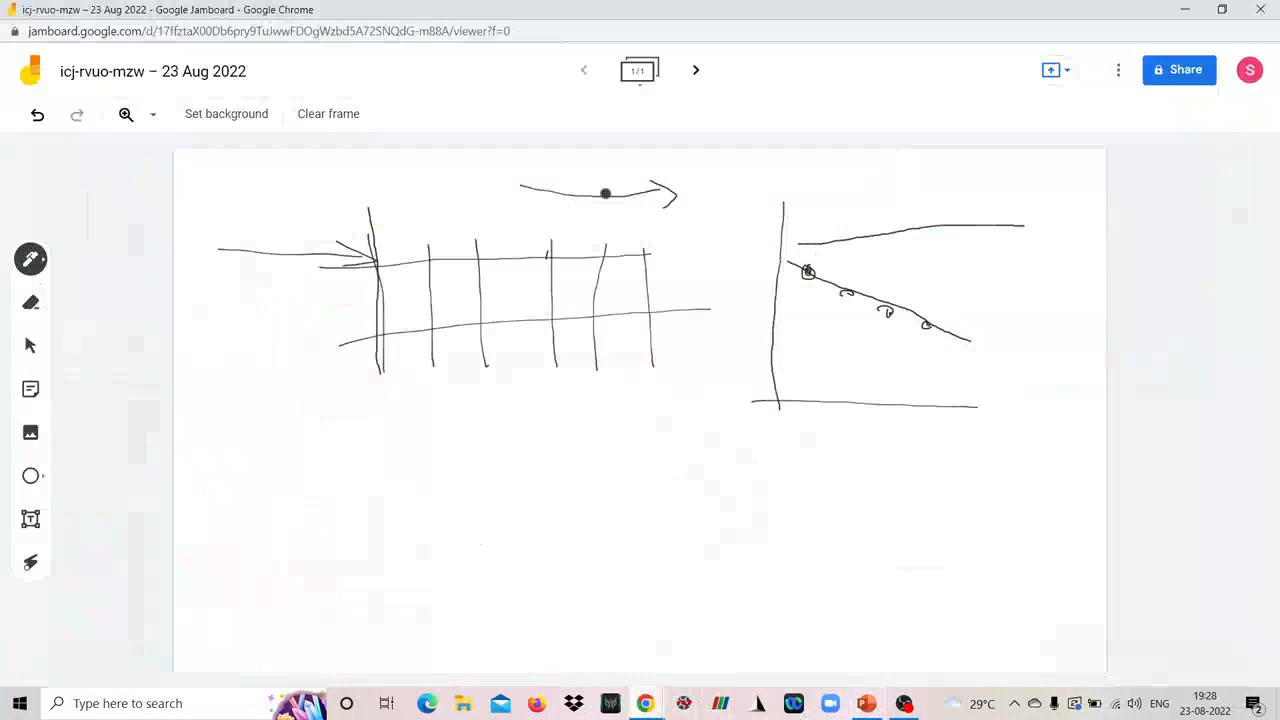 icj-rvuo-mzw – 23 Aug 2022 - Google Jamboard - Google Chrome
jamboard.google.com/d/17ffztaX00Db6pry9TuJwwFDOgWzbd5A72SNQdG-m88A/viewer?f=0
icj-rvuo-mzw – 23 Aug 2022
1/1
Share
S
Set background
Clear frame
Type here to search
29°C
ENG
19:28
23-08-2022
2